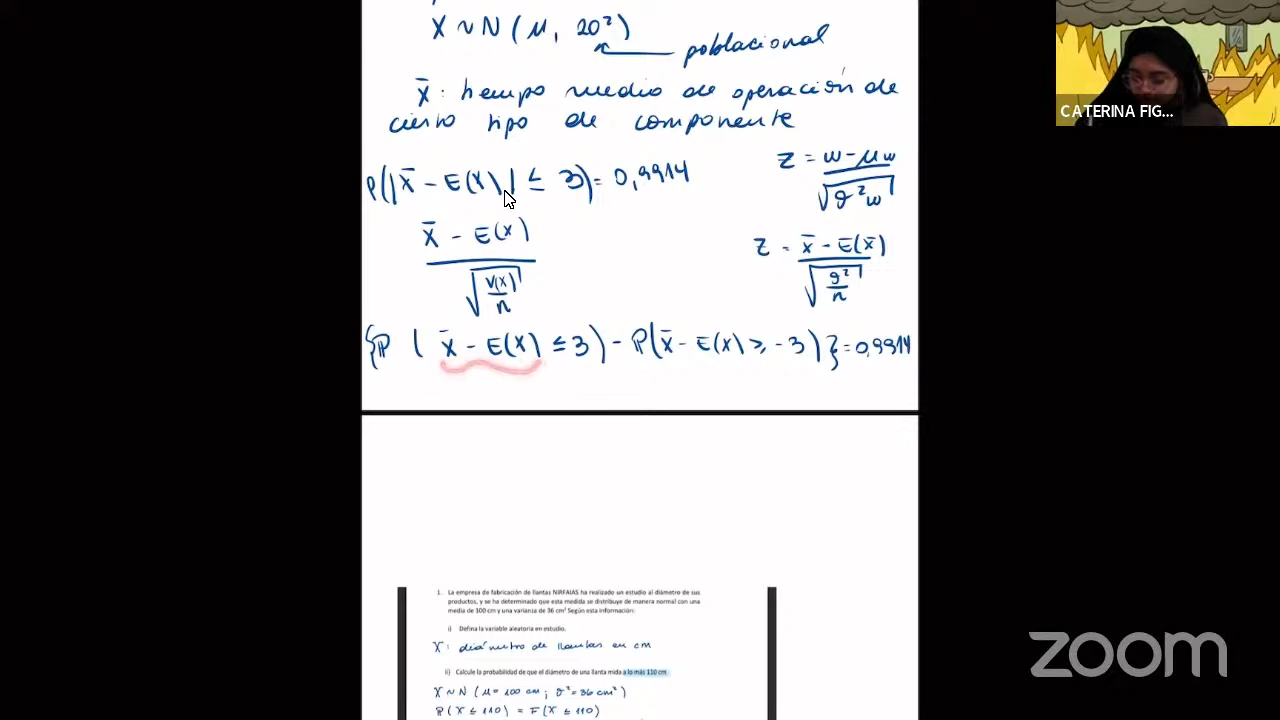 X ~ N ( μ, 20²)
poblacional
x̄ : tiempo medio de operación de
cierto tipo de componente
P(|x̄ - E(X)| ≤ 3) = 0,9914
z = w - μw / √σ²w
x̄ - E(x) / √V(x)/n
z = x̄ - E(x̄) / √σ²/n
{P ( x̄ - E(X) ≤ 3) - P(x̄ - E(X) ≥ -3)} = 0,9914
1. La empresa de fabricación de llantas NIRFAIAS ha realizado un estudio al diámetro de sus
productos, y se ha determinado que esta medida se distribuye de manera normal con una
media de 100 cm y una varianza de 36 cm² Según esta información:
i) Defina la variable aleatoria en estudio.
X: diámetro de llantas en cm
ii) Calcule la probabilidad de que el diámetro de una llanta mida a lo más 110 cm
X ~ N ( μ = 100 cm ; σ² = 36 cm²)
P( X ≤ 110) = F( X ≤ 110)
CATERINA FIG...
zoom